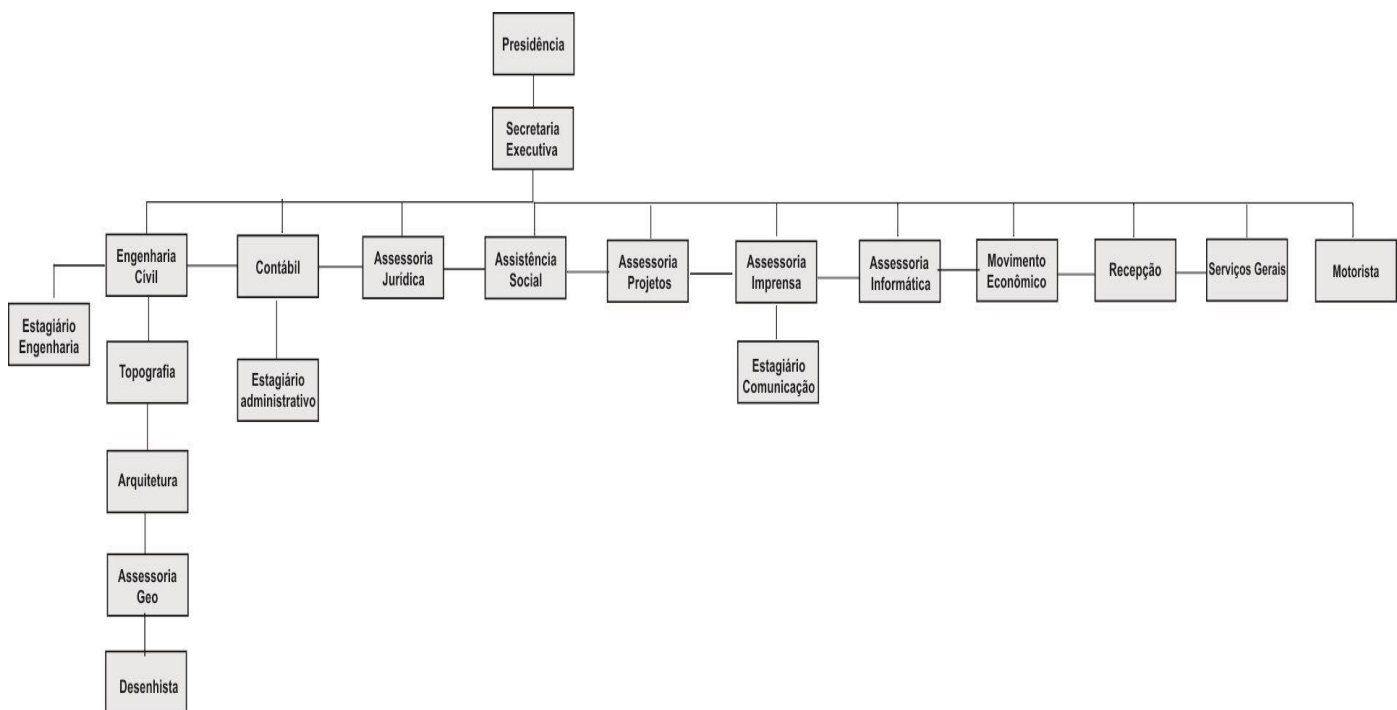 Presidência
Secretaria
Executiva
Engenharia
Civil
Contábil
Assessoria
Jurídica
Assistência
Social
Assessoria
Projetos
Assessoria
Imprensa
Assessoria
Informática
Movimento
Econômico
Recepção
Serviços Gerais
Motorista
Estagiário
Engenharia
Topografia
Estagiário
administrativo
Estagiário
Comunicação
Arquitetura
Assessoria
Geo
Desenhista